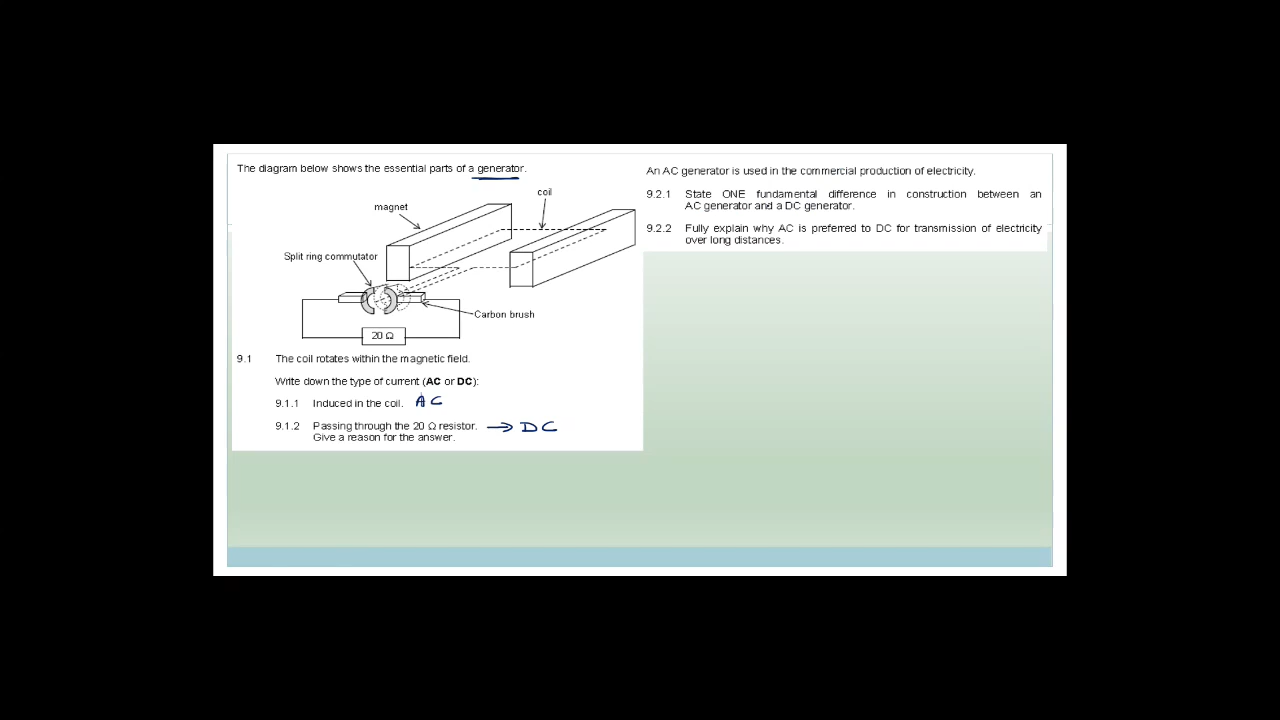 The diagram below shows the essential parts of a generator.
coil
magnet
Split ring commutator
Carbon brush
20 Ω
9.1 The coil rotates within the magnetic field.
Write down the type of current (AC or DC):
9.1.1 Induced in the coil. AC
9.1.2 Passing through the 20 Ω resistor. → DC
Give a reason for the answer.
An AC generator is used in the commercial production of electricity.
9.2.1 State ONE fundamental difference in construction between an
AC generator and a DC generator.
9.2.2 Fully explain why AC is preferred to DC for transmission of electricity
over long distances.